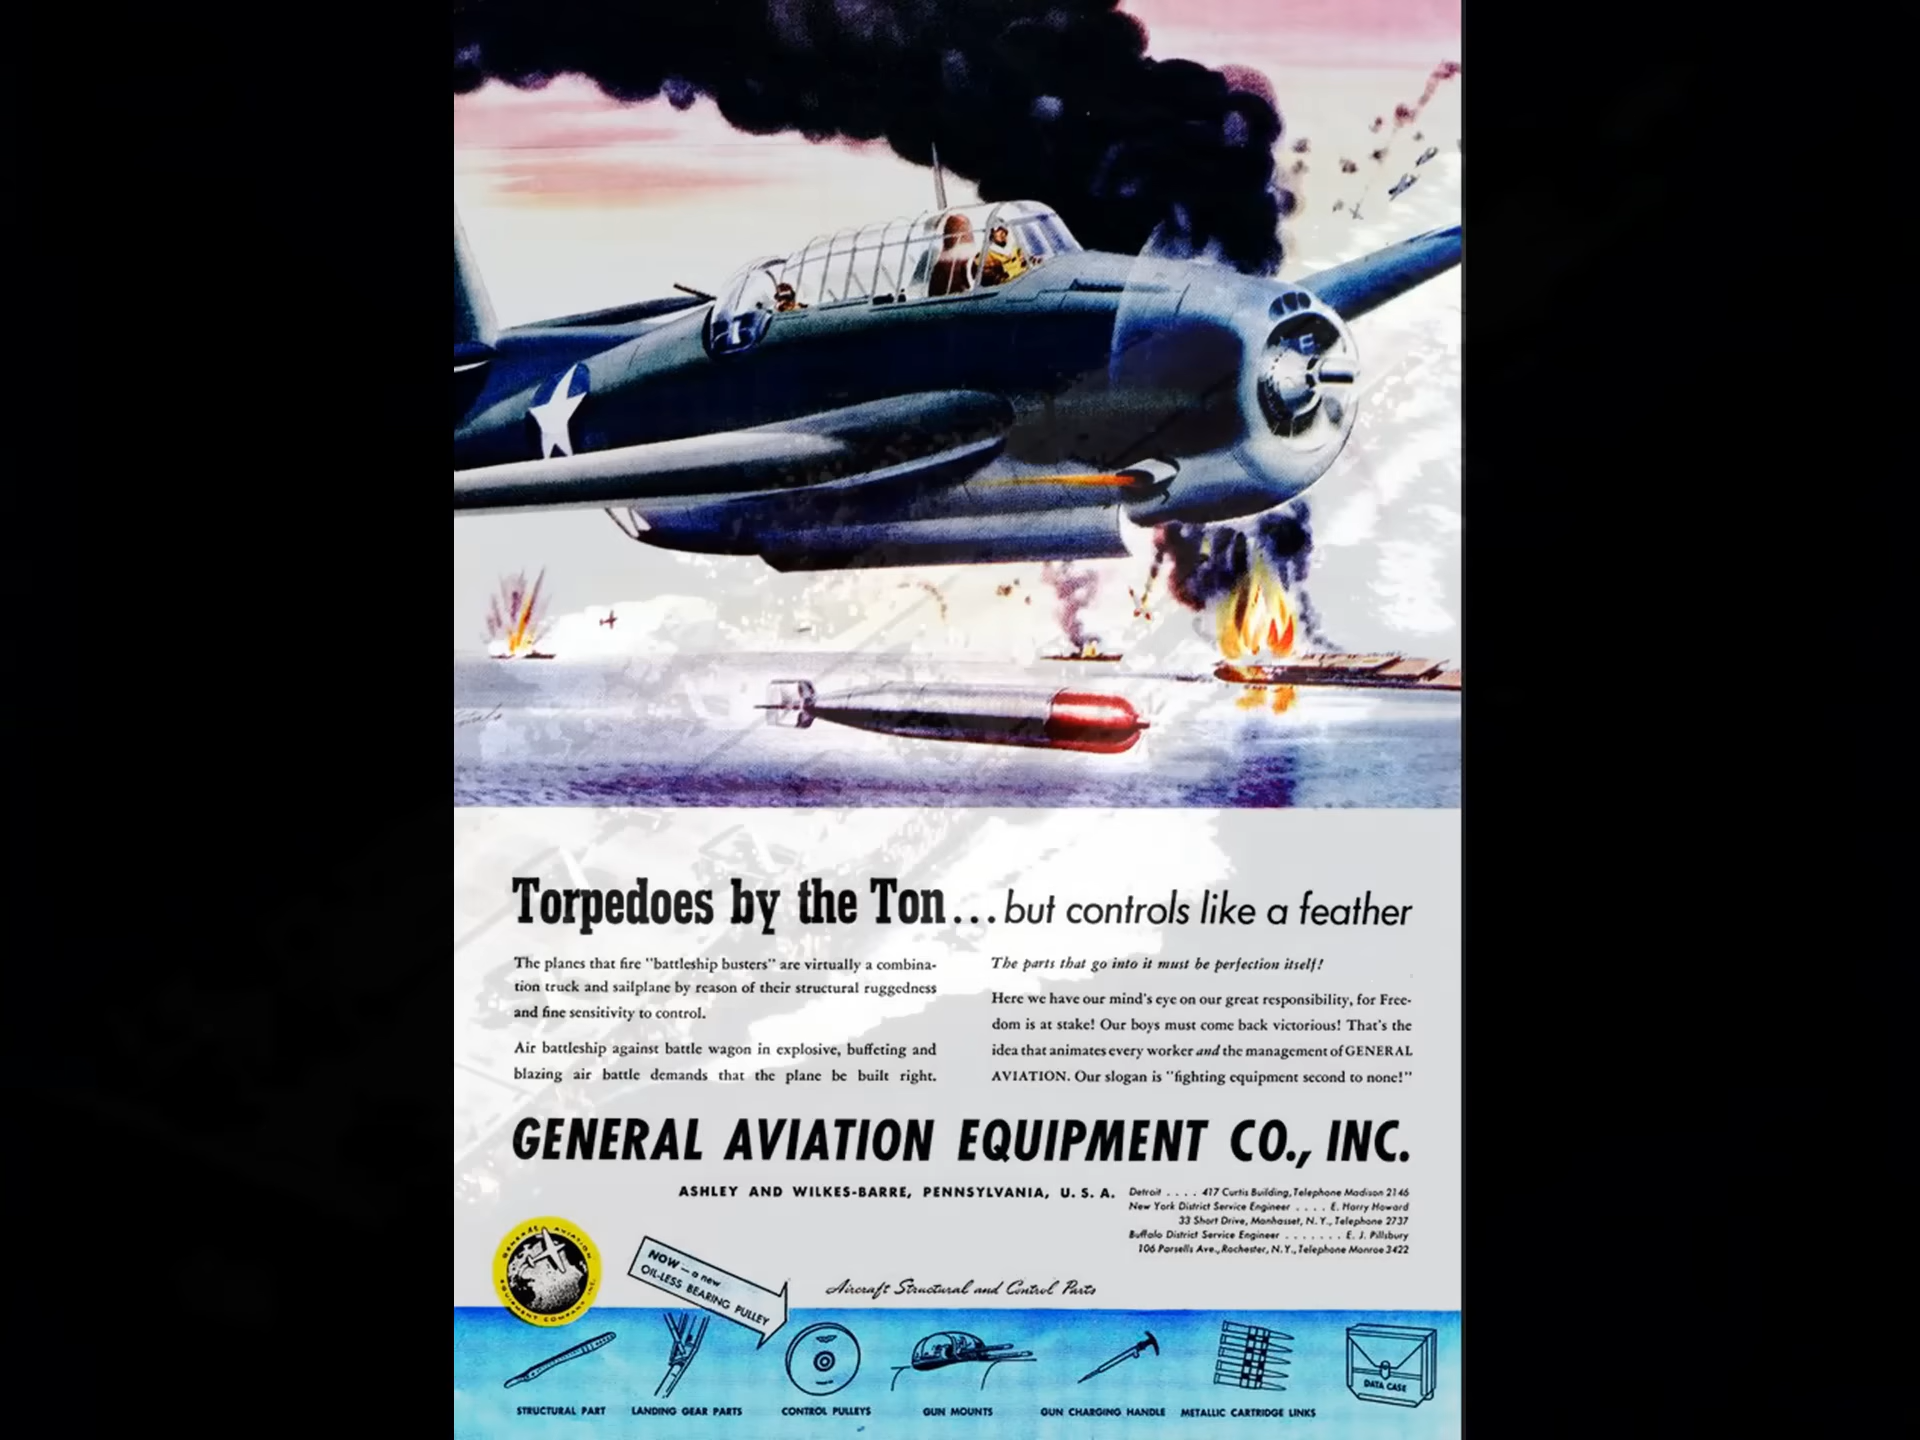 Torpedoes by the Ton... but controls like a feather
The planes that fire "battleship busters" are virtually a combina-
tion truck and sailplane by reason of their structural ruggedness
and fine sensitivity to control.
Air battleship against battle wagon in explosive, buffeting and
blazing air battle demands that the plane be built right.
The parts that go into it must be perfection itself!
Here we have our mind's eye on our great responsibility, for Free-
dom is at stake! Our boys must come back victorious! That's the
idea that animates every worker and the management of GENERAL
AVIATION. Our slogan is "fighting equipment second to none!"
GENERAL AVIATION EQUIPMENT CO., INC.
ASHLEY AND WILKES-BARRE, PENNSYLVANIA, U. S. A.
Detroit . . . . 417 Curtis Building, Telephone Madison 2146
New York District Service Engineer . . . . E. Harry Howard
33 Short Drive, Manhasset, N. Y., Telephone 2737
Buffalo District Service Engineer . . . . . . . E. J. Pillsbury
106 Parsells Ave., Rochester, N. Y., Telephone Monroe 3422
GENERAL AVIATION
EQUIPMENT COMPANY INC.
NOW — a new
OIL-LESS BEARING PULLEY
Aircraft Structural and Control Parts
DATA CASE
STRUCTURAL PART
LANDING GEAR PARTS
CONTROL PULLEYS
GUN MOUNTS
GUN CHARGING HANDLE
METALLIC CARTRIDGE LINKS